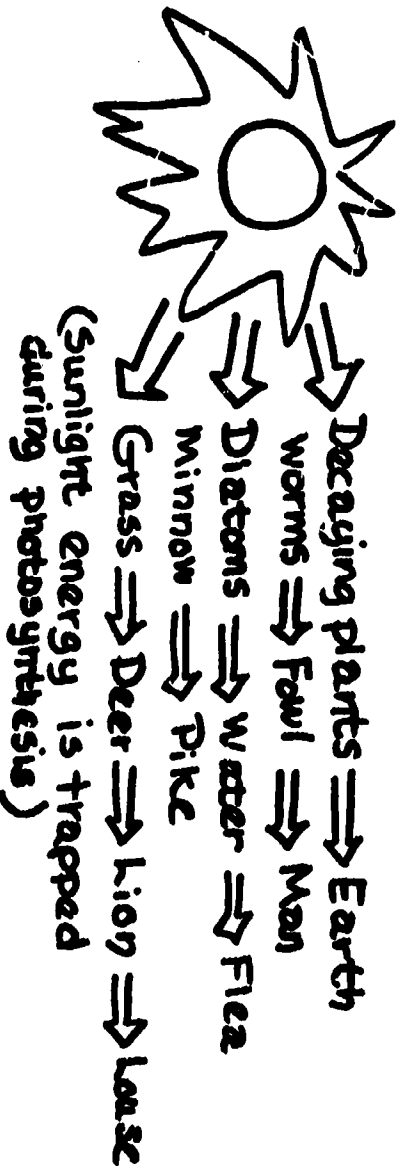 Decaying plants ⇒ Earth
worms ⇒ Fowl ⇒ Man
Diatoms ⇒ Water ⇒ Flea
Minnow ⇒ Pike
Grass ⇒ Deer ⇒ Lion ⇒ Louse
(Sunlight energy is trapped
during photosynthesis)